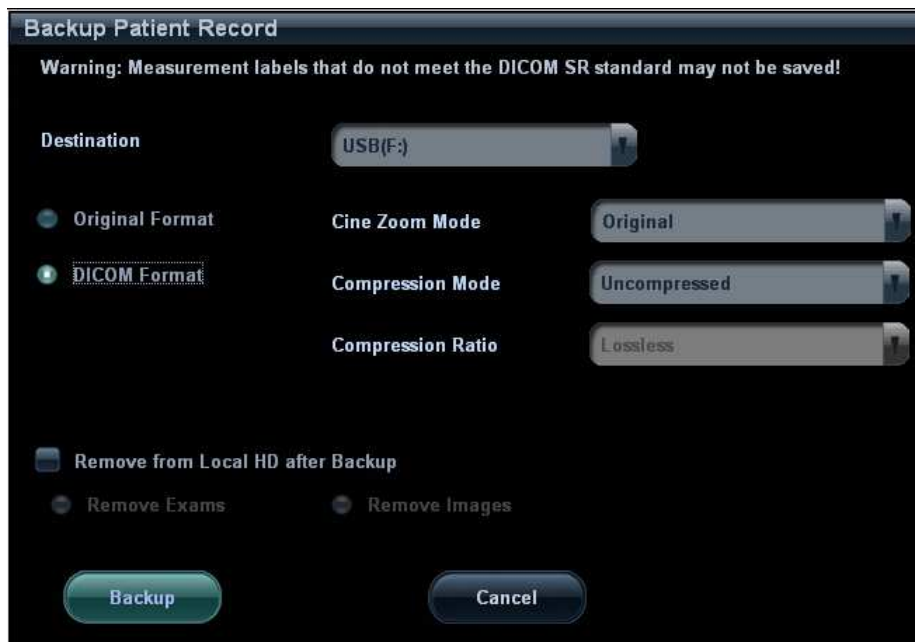 Backup Patient Record
Warning: Measurement labels that do not meet the DICOM SR standard may not be saved!
Destination USB(F:)
Original Format Cine Zoom Mode Original
DICOM Format Compression Mode Uncompressed
Compression Ratio Lossless
Remove from Local HD after Backup
Remove Exams Remove Images
Backup Cancel